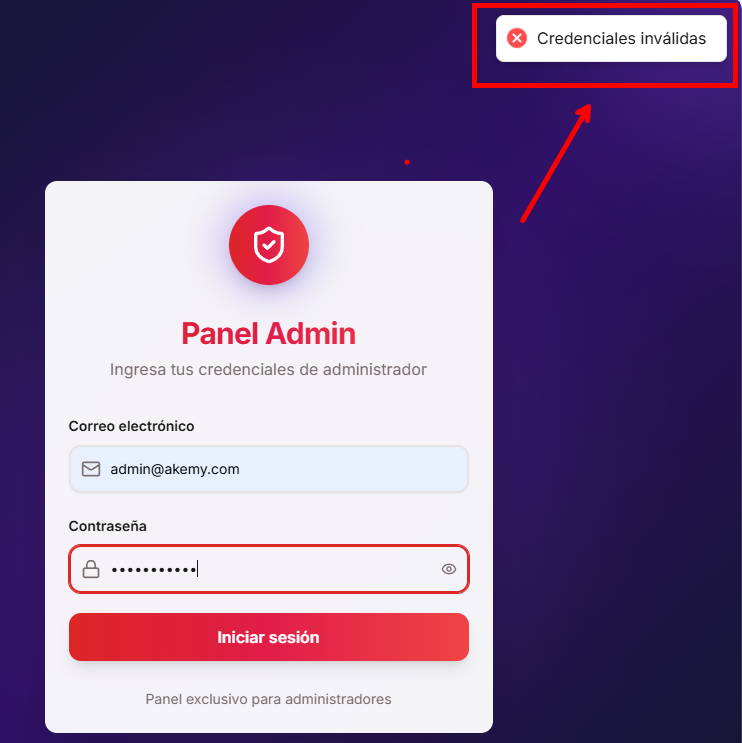 Credenciales inválidas
Panel Admin
Ingresa tus credenciales de administrador
Correo electrónico
admin@akemy.com
Contraseña
•••••••••••
Iniciar sesión
Panel exclusivo para administradores